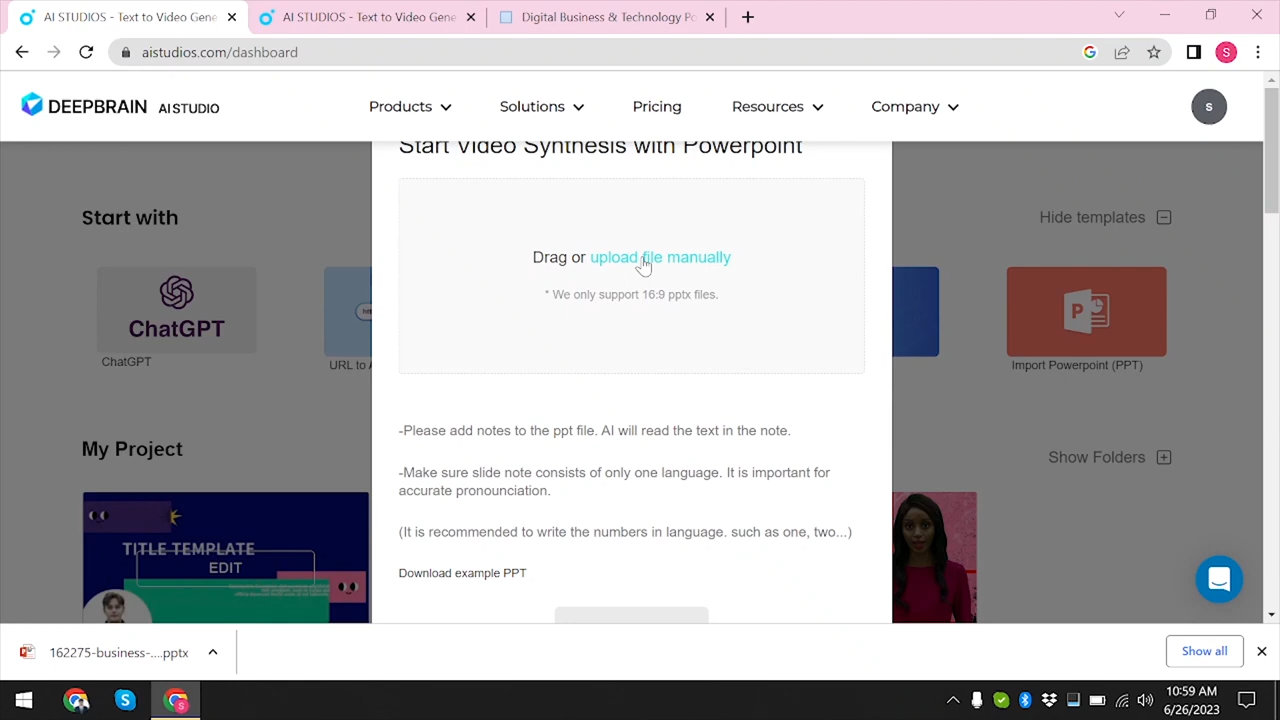 AI STUDIOS - Text to Video Gene
AI STUDIOS - Text to Video Gene
Digital Business & Technology Po
aistudios.com/dashboard
S
DEEPBRAIN AI STUDIO
Products
Solutions
Pricing
Resources
Company
s
Start Video Synthesis with Powerpoint
Start with
Hide templates
Drag or upload file manually
* We only support 16:9 pptx files.
ChatGPT
ChatGPT
URL to A
P
Import Powerpoint (PPT)
-Please add notes to the ppt file. AI will read the text in the note.
My Project
Show Folders
-Make sure slide note consists of only one language. It is important for
accurate pronounciation.
(It is recommended to write the numbers in language. such as one, two...)
TITLE TEMPLATE
EDIT
Download example PPT
162275-business-....pptx
Show all
10:59 AM
6/26/2023